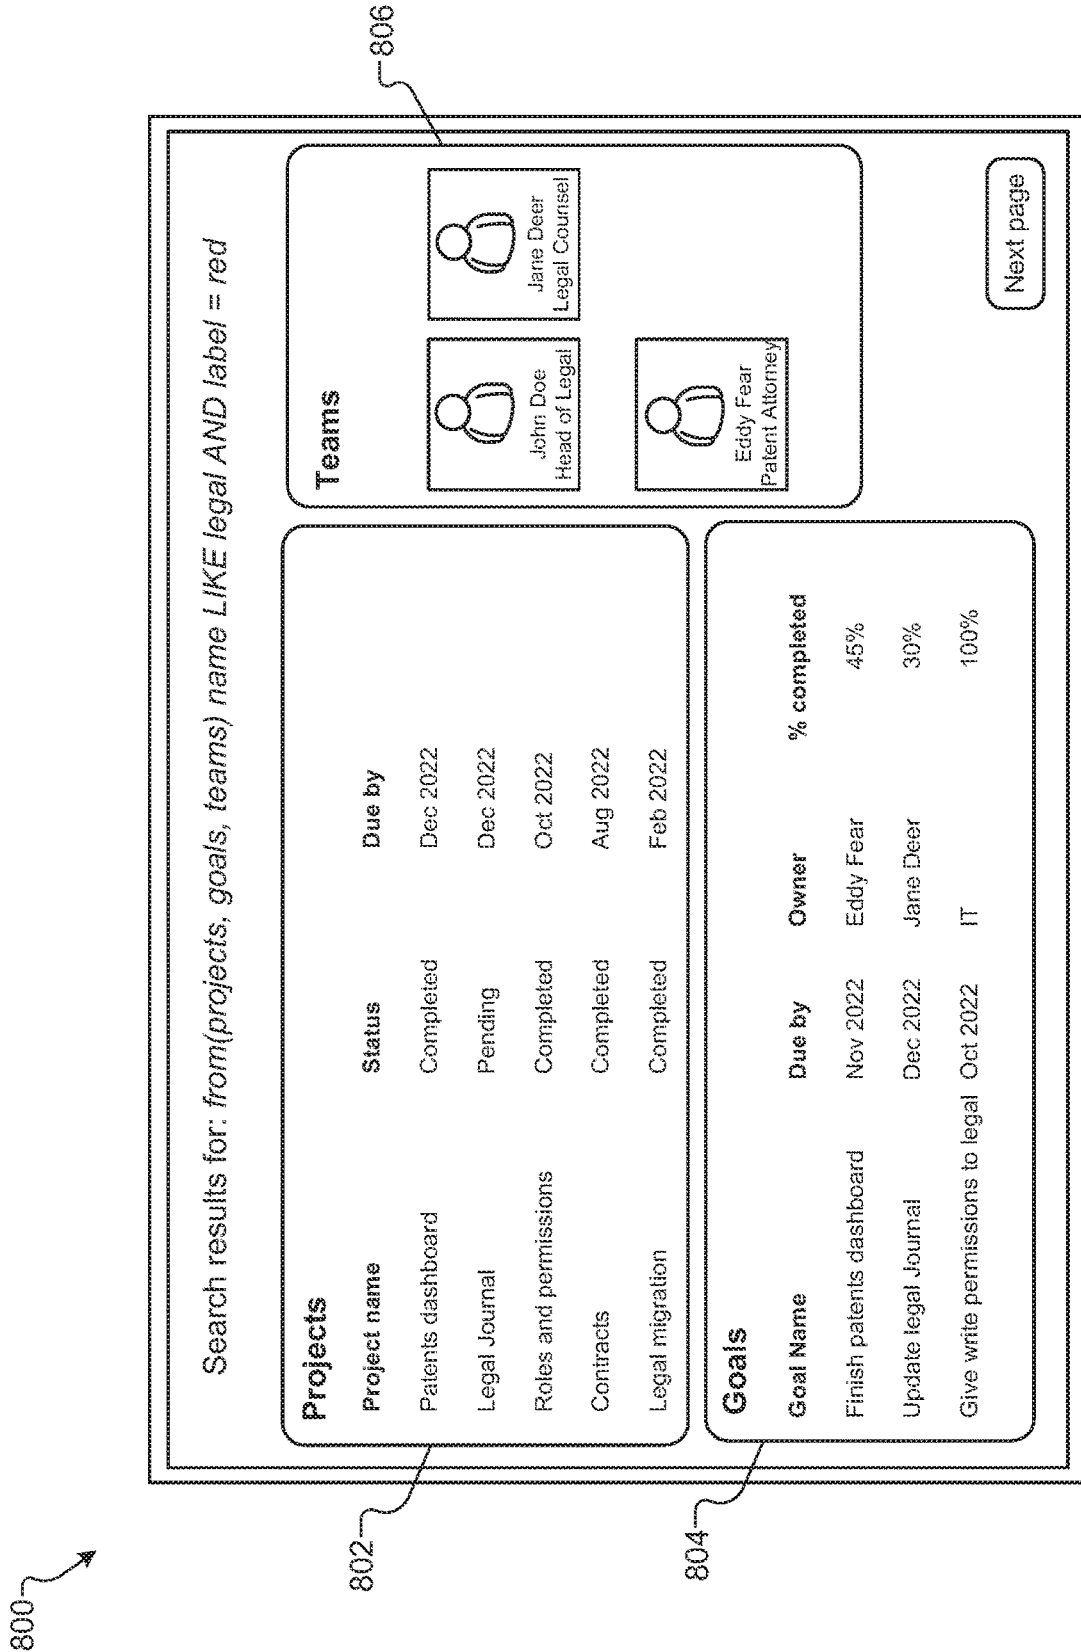 800
Search results for: from(projects, goals, teams) name LIKE legal AND label = red
802
Projects
Project name Status Due by
Patents dashboard Completed Dec 2022
Legal Journal Pending Dec 2022
Roles and permissions Completed Oct 2022
Contracts Completed Aug 2022
Legal migration Completed Feb 2022
806
Teams
John Doe
Head of Legal
Jane Deer
Legal Counsel
Eddy Fear
Patent Attorney
804
Goals
Goal Name Due by Owner % completed
Finish patents dashboard Nov 2022 Eddy Fear 45%
Update legal Journal Dec 2022 Jane Deer 30%
Give write permissions to legal Oct 2022 IT 100%
Next page